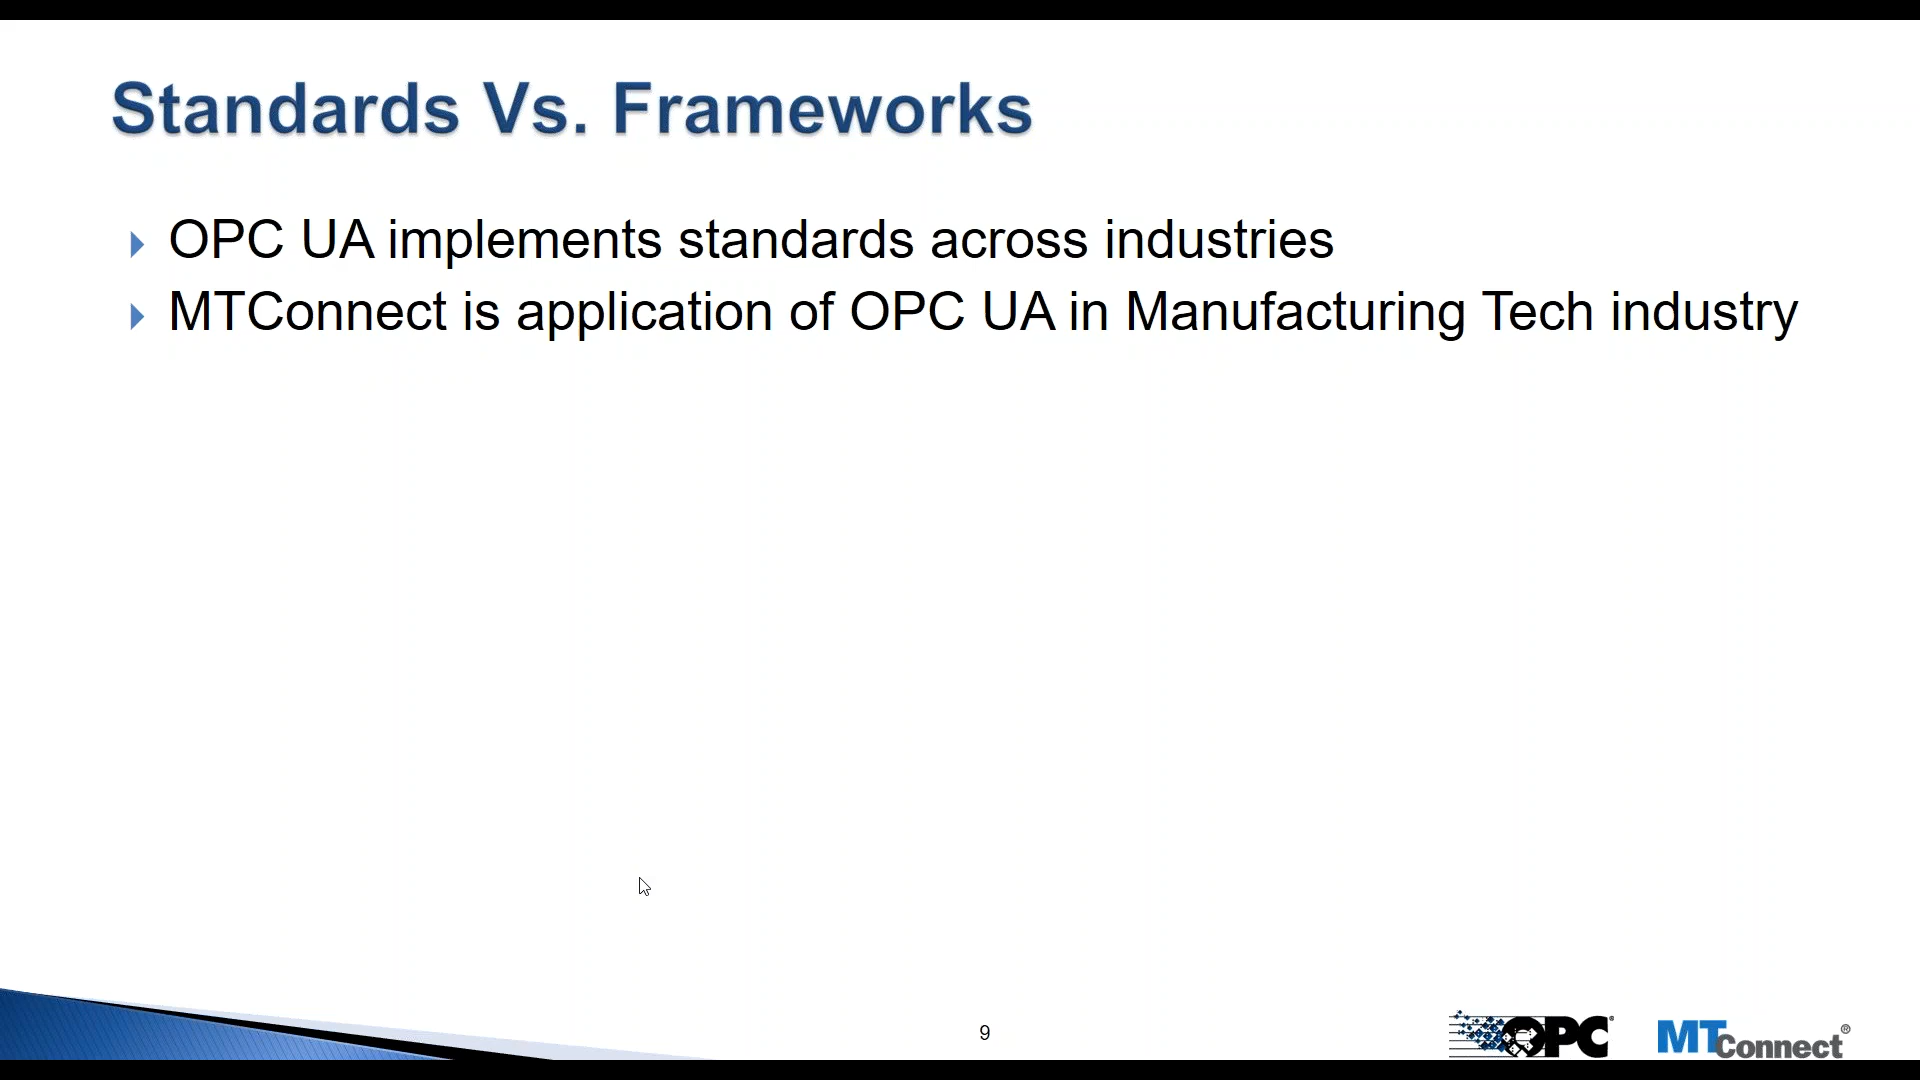 Standards Vs. Frameworks
OPC UA implements standards across industries
MTConnect is application of OPC UA in Manufacturing Tech industry
9
OPC
MTConnect®